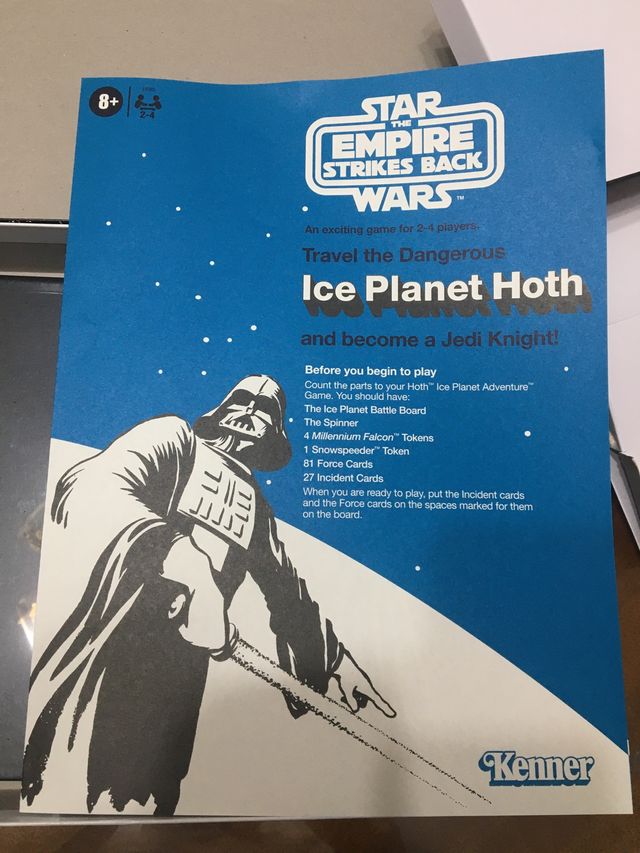 8+
2-4
STAR
THE
EMPIRE
STRIKES BACK
WARS™
An exciting game for 2-4 players.
Travel the Dangerous
Ice Planet Hoth
and become a Jedi Knight!
Before you begin to play
Count the parts to your Hoth™ Ice Planet Adventure™
Game. You should have:
The Ice Planet Battle Board
The Spinner
4 Millennium Falcon™ Tokens
1 Snowspeeder™ Token
81 Force Cards
27 Incident Cards
When you are ready to play, put the Incident cards
and the Force cards on the spaces marked for them
on the board.
Kenner